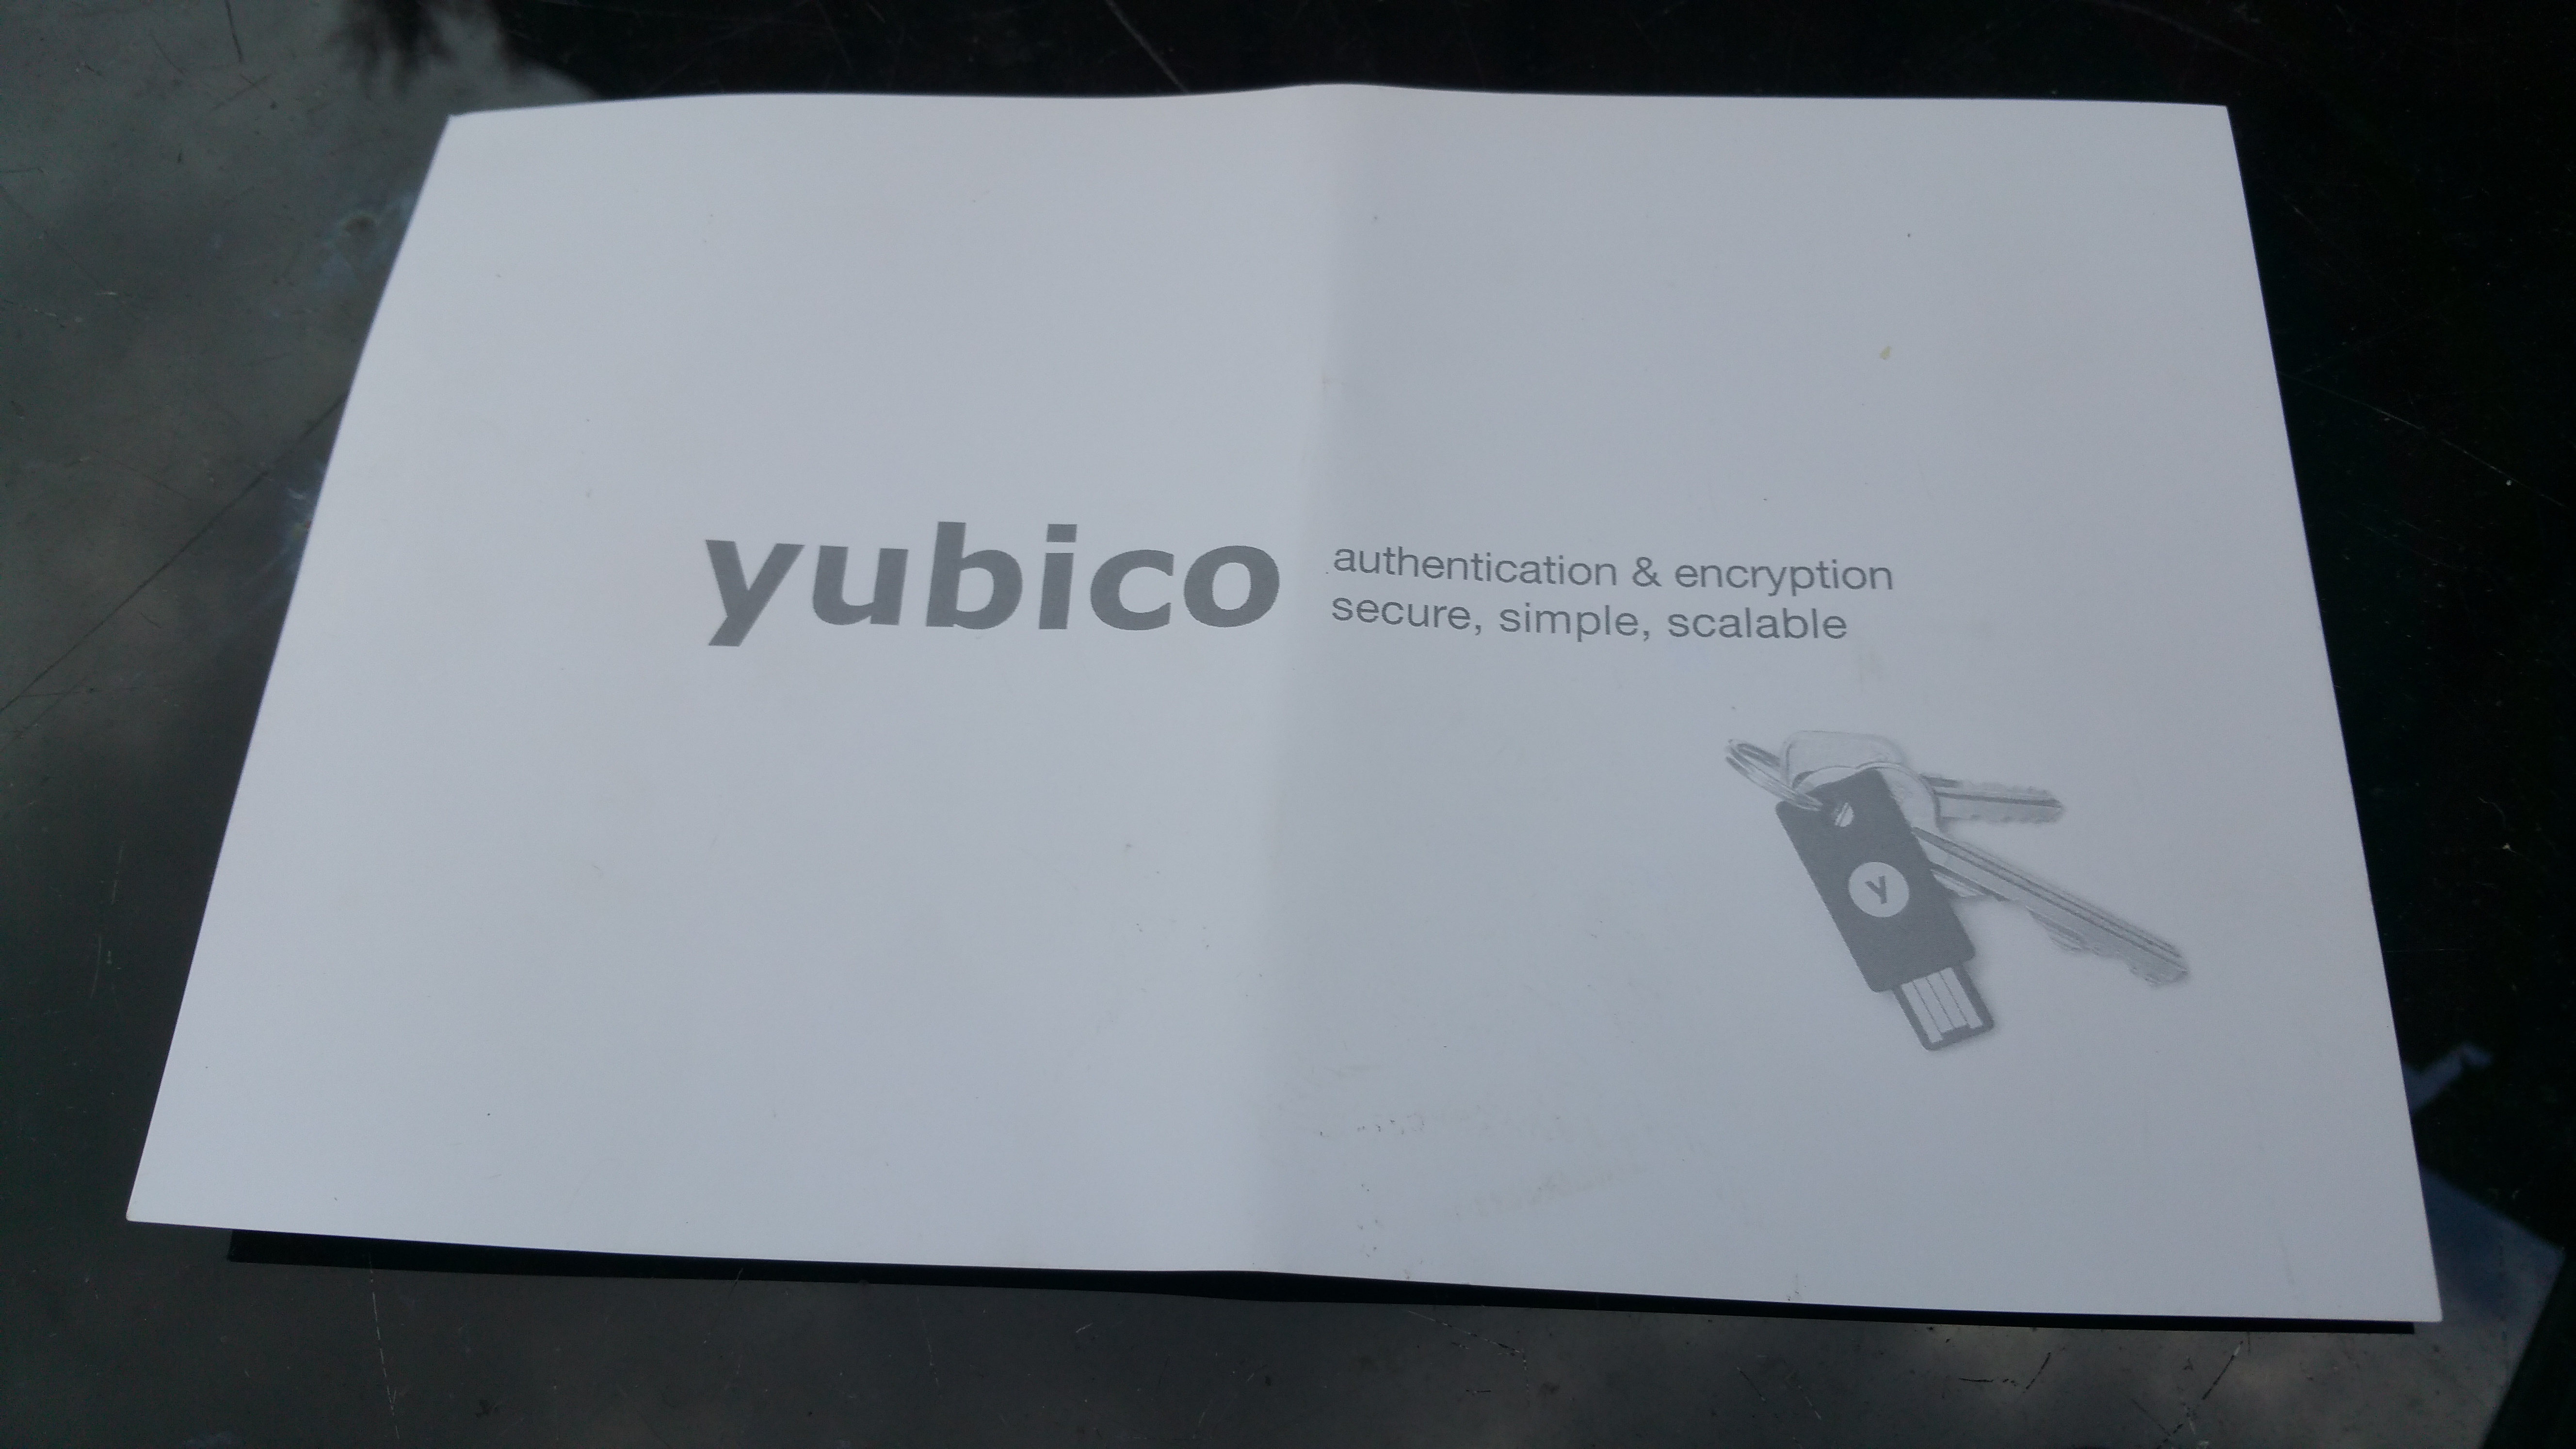 yubico
authentication & encryption
secure, simple, scalable
y